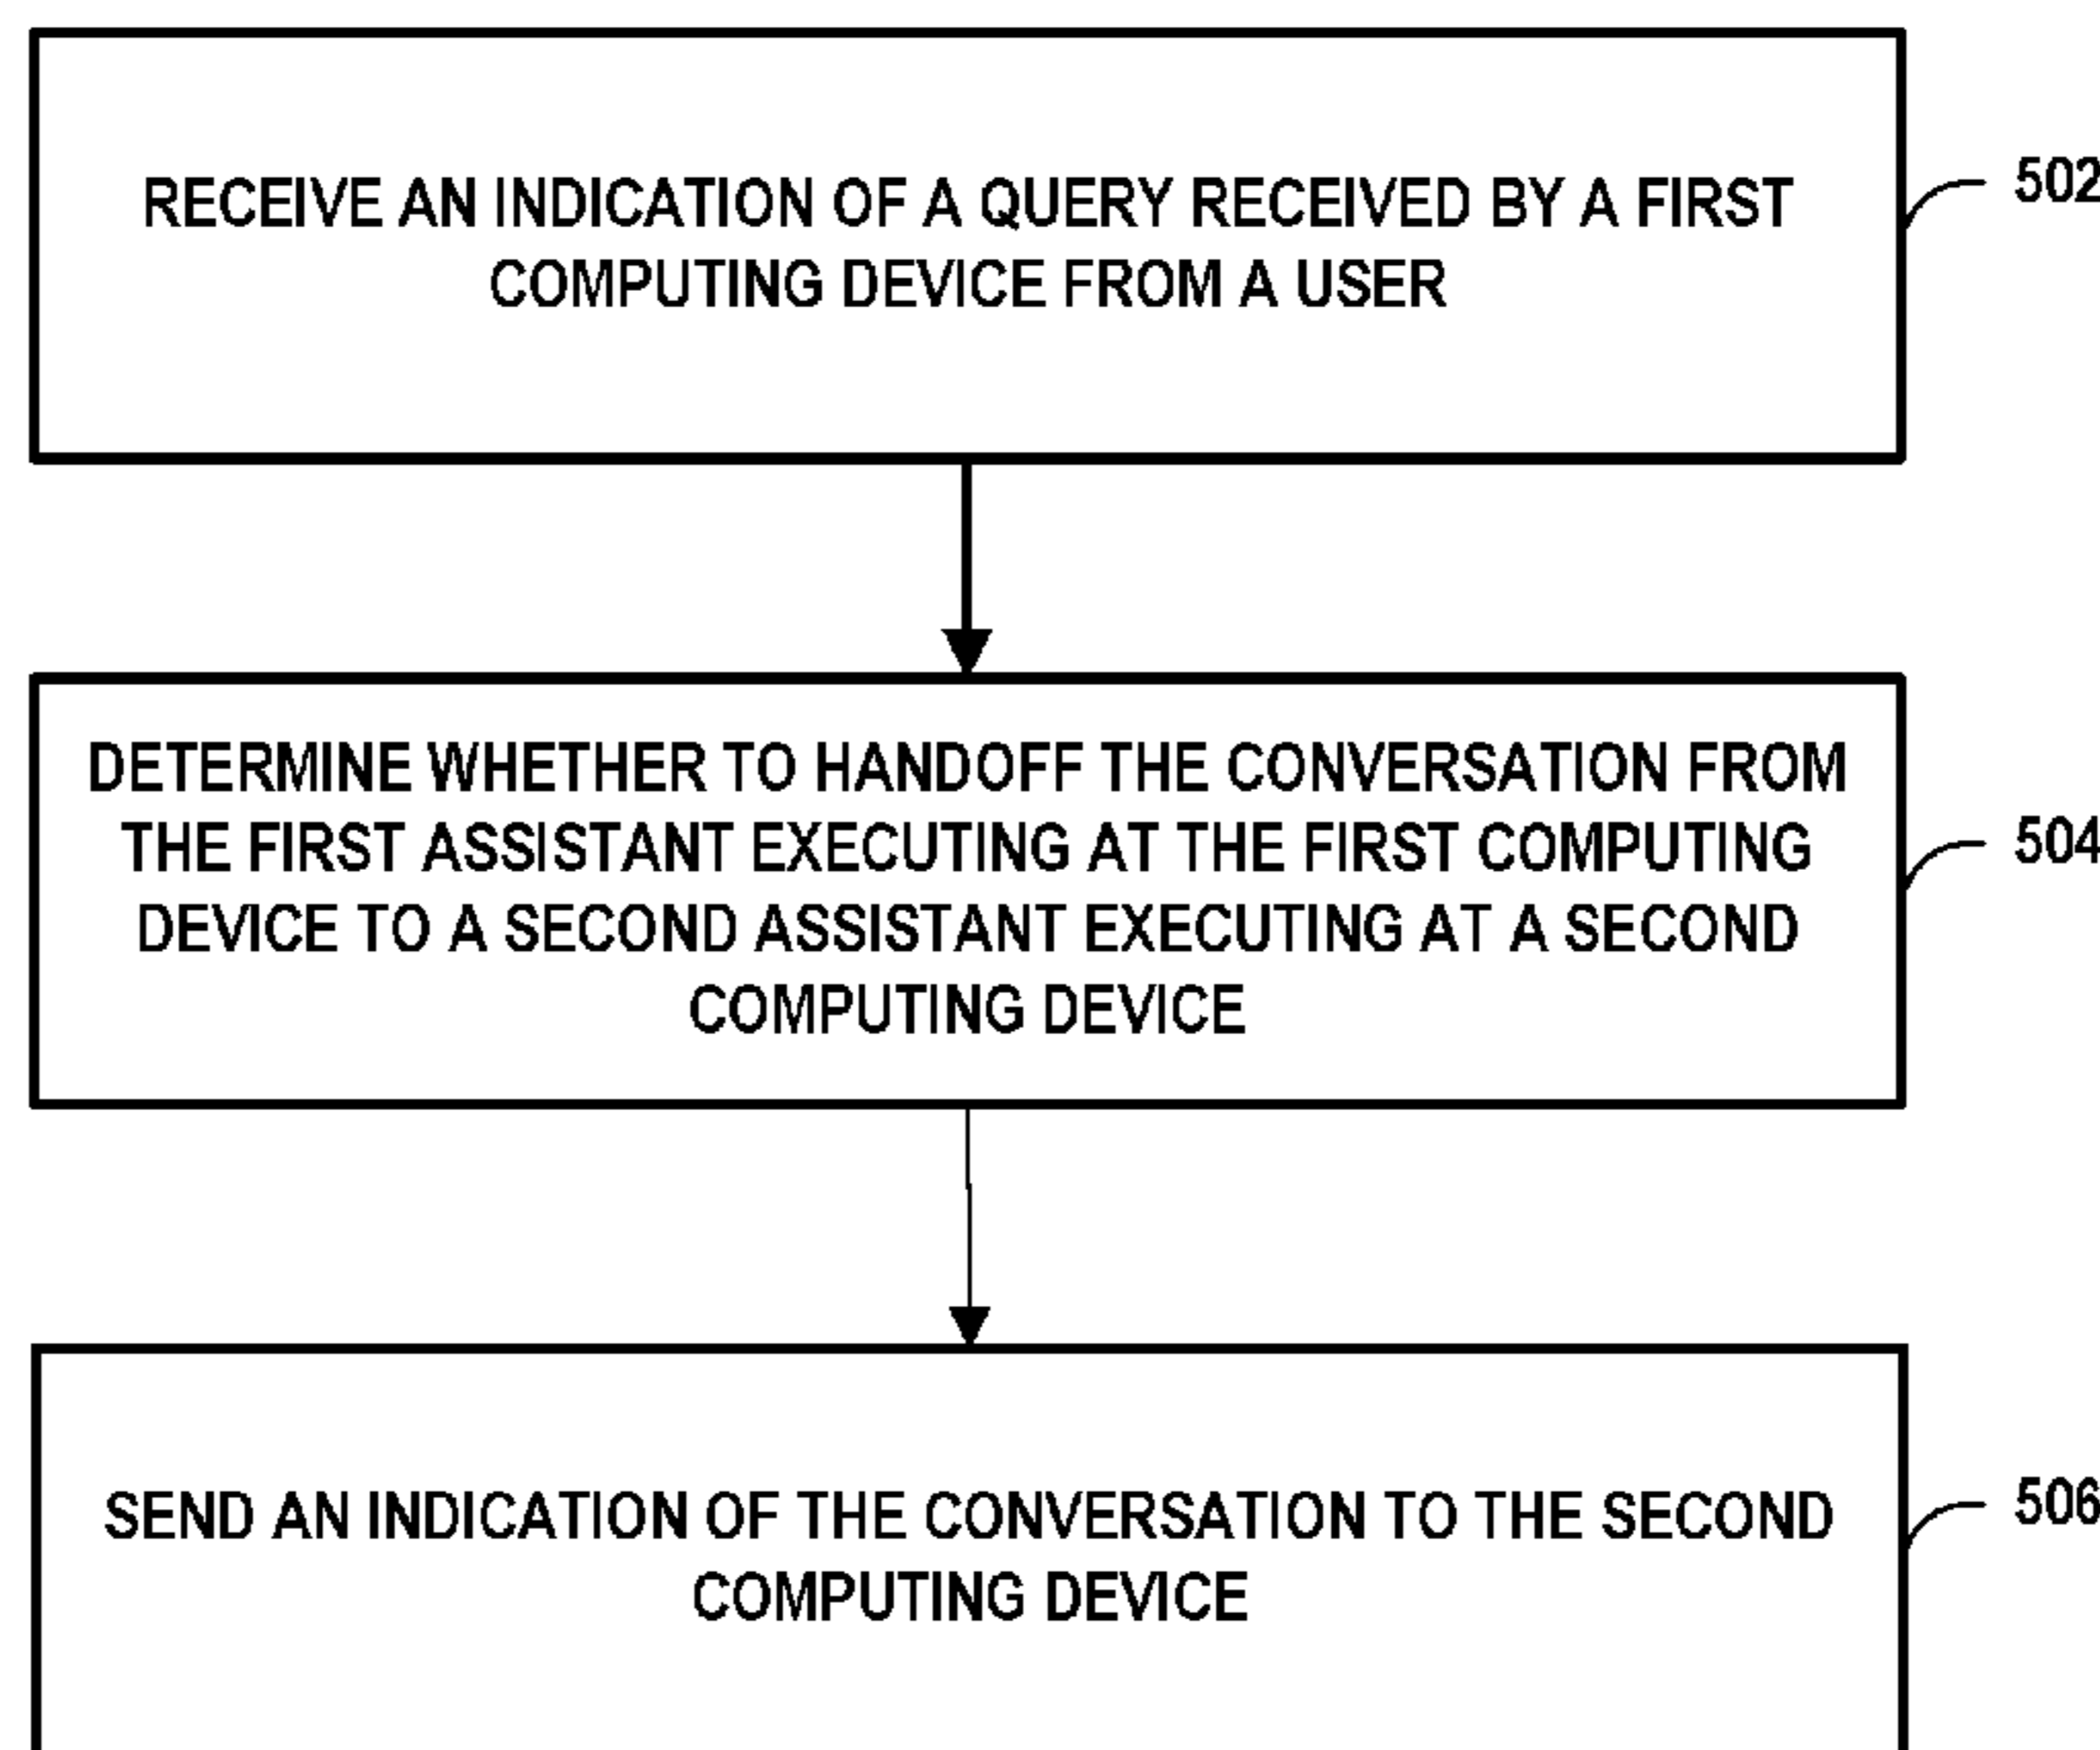 RECEIVE AN INDICATION OF A QUERY RECEIVED BY A FIRST
COMPUTING DEVICE FROM A USER
502
DETERMINE WHETHER TO HANDOFF THE CONVERSATION FROM
THE FIRST ASSISTANT EXECUTING AT THE FIRST COMPUTING
DEVICE TO A SECOND ASSISTANT EXECUTING AT A SECOND
COMPUTING DEVICE
504
SEND AN INDICATION OF THE CONVERSATION TO THE SECOND
COMPUTING DEVICE
506